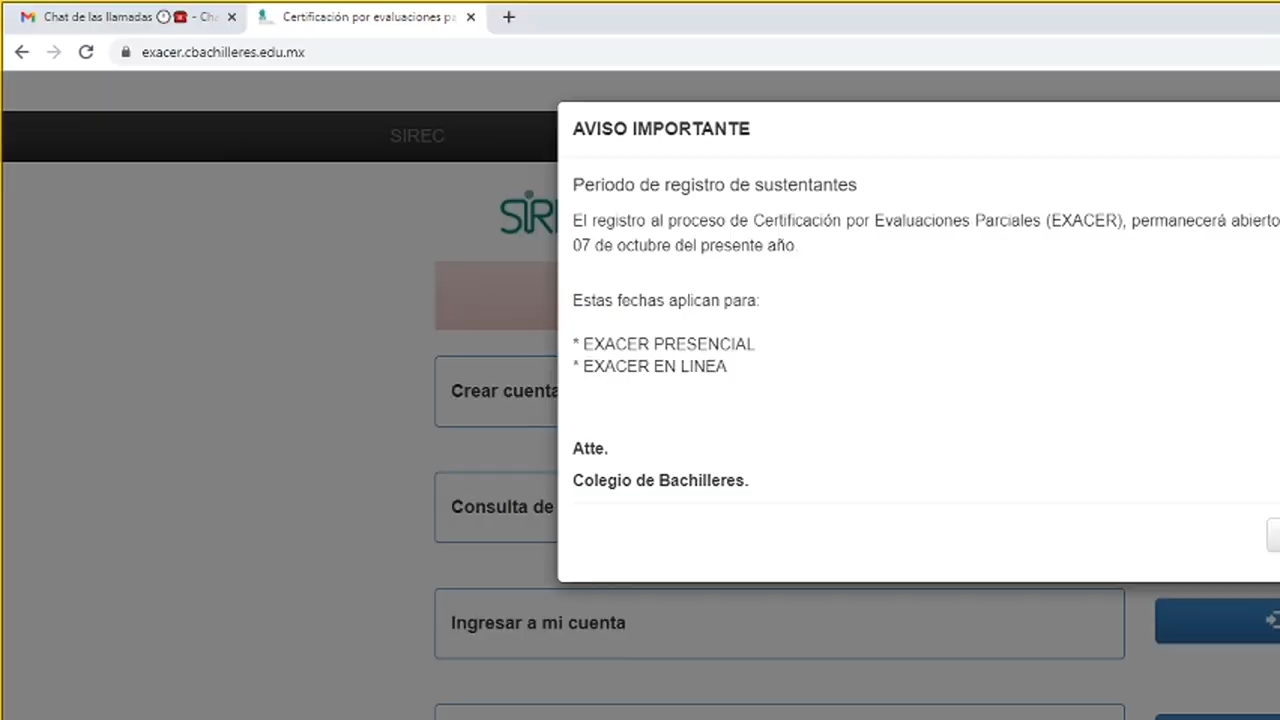 Chat de las llamadas - Cha
Certificación por evaluaciones pa
exacer.cbachilleres.edu.mx
SIREC
AVISO IMPORTANTE
Periodo de registro de sustentantes
El registro al proceso de Certificación por Evaluaciones Parciales (EXACER), permanecerá abierto
07 de octubre del presente año.
Estas fechas aplican para:
* EXACER PRESENCIAL
* EXACER EN LINEA
Atte.
Colegio de Bachilleres.
Crear cuenta
Consulta de
Ingresar a mi cuenta